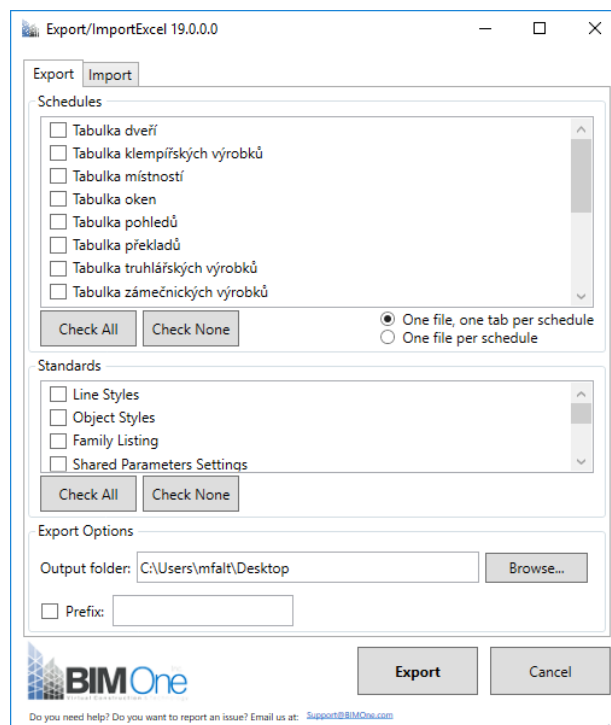 Export/ImportExcel 19.0.0.0
Export Import
Schedules
Tabulka dveří
Tabulka klempířských výrobků
Tabulka místností
Tabulka oken
Tabulka pohledů
Tabulka překladů
Tabulka truhlářských výrobků
Tabulka zámečnických výrobků
Check All Check None One file, one tab per schedule
One file per schedule
Standards
Line Styles
Object Styles
Family Listing
Shared Parameters Settings
Check All Check None
Export Options
Output folder: C:\Users\mfalt\Desktop Browse...
Prefix:
BIMOne Export Cancel
Do you need help? Do you want to report an issue? Email us at: Support@BIMOne.com